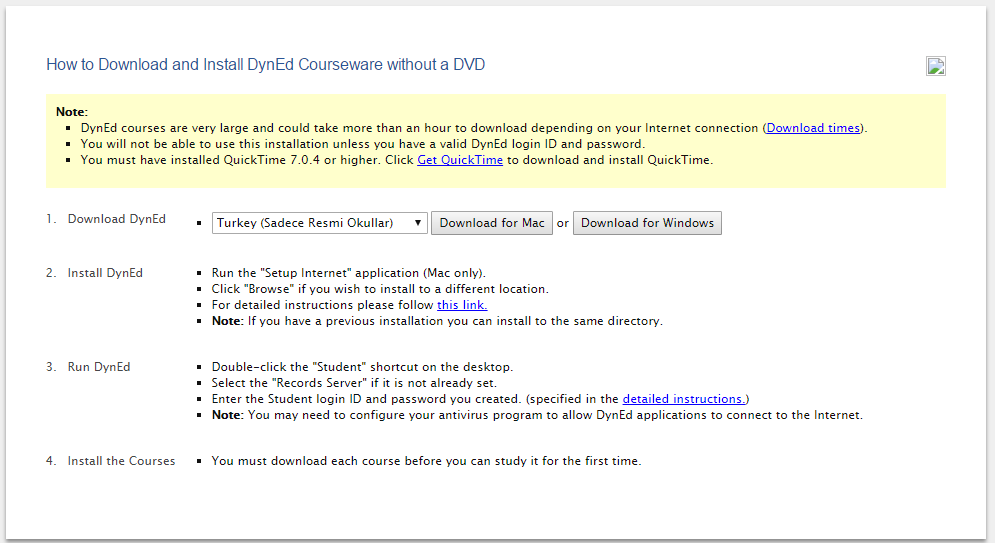 How to Download and Install DynEd Courseware without a DVD
Note:
DynEd courses are very large and could take more than an hour to download depending on your Internet connection (Download times).
You will not be able to use this installation unless you have a valid DynEd login ID and password.
You must have installed QuickTime 7.0.4 or higher. Click Get QuickTime to download and install QuickTime.
1. Download DynEd
Turkey (Sadece Resmi Okullar) Download for Mac or Download for Windows
2. Install DynEd
Run the "Setup Internet" application (Mac only).
Click "Browse" if you wish to install to a different location.
For detailed instructions please follow this link.
Note: If you have a previous installation you can install to the same directory.
3. Run DynEd
Double-click the "Student" shortcut on the desktop.
Select the "Records Server" if it is not already set.
Enter the Student login ID and password you created. (specified in the detailed instructions.)
Note: You may need to configure your antivirus program to allow DynEd applications to connect to the Internet.
4. Install the Courses
You must download each course before you can study it for the first time.